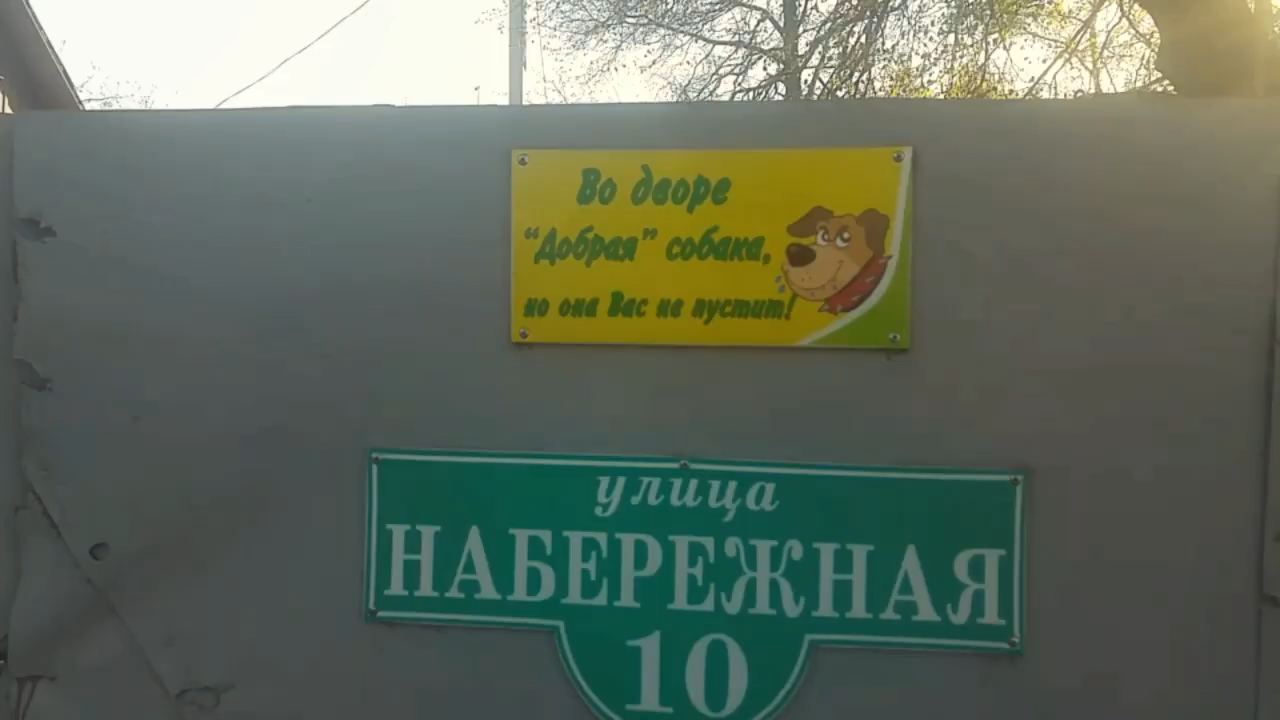 Во дворе
“Добрая” собака,
но она Вас не пустит!
улица
НАБЕРЕЖНАЯ
10